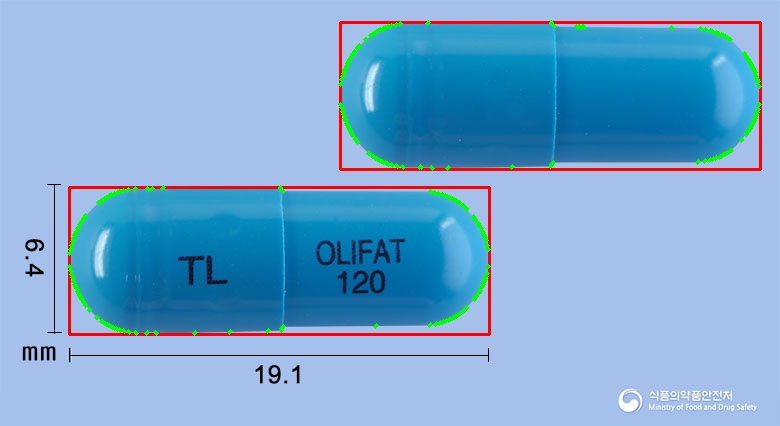 6.4
TL
OLIFAT
120
mm
19.1
식품의약품안전처
Ministry of Food and Drug Safety